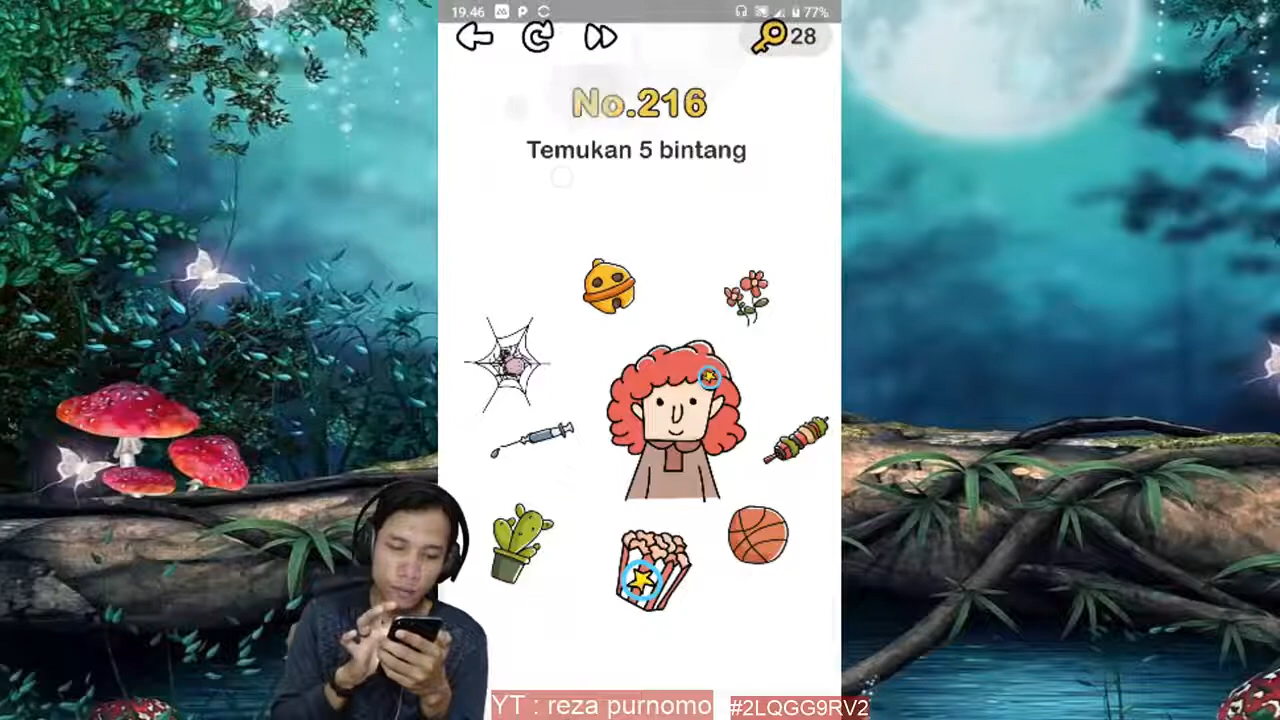 19.46
77%
28
No.216
Temukan 5 bintang
YT : reza purnomo
#2LQGG9RV2